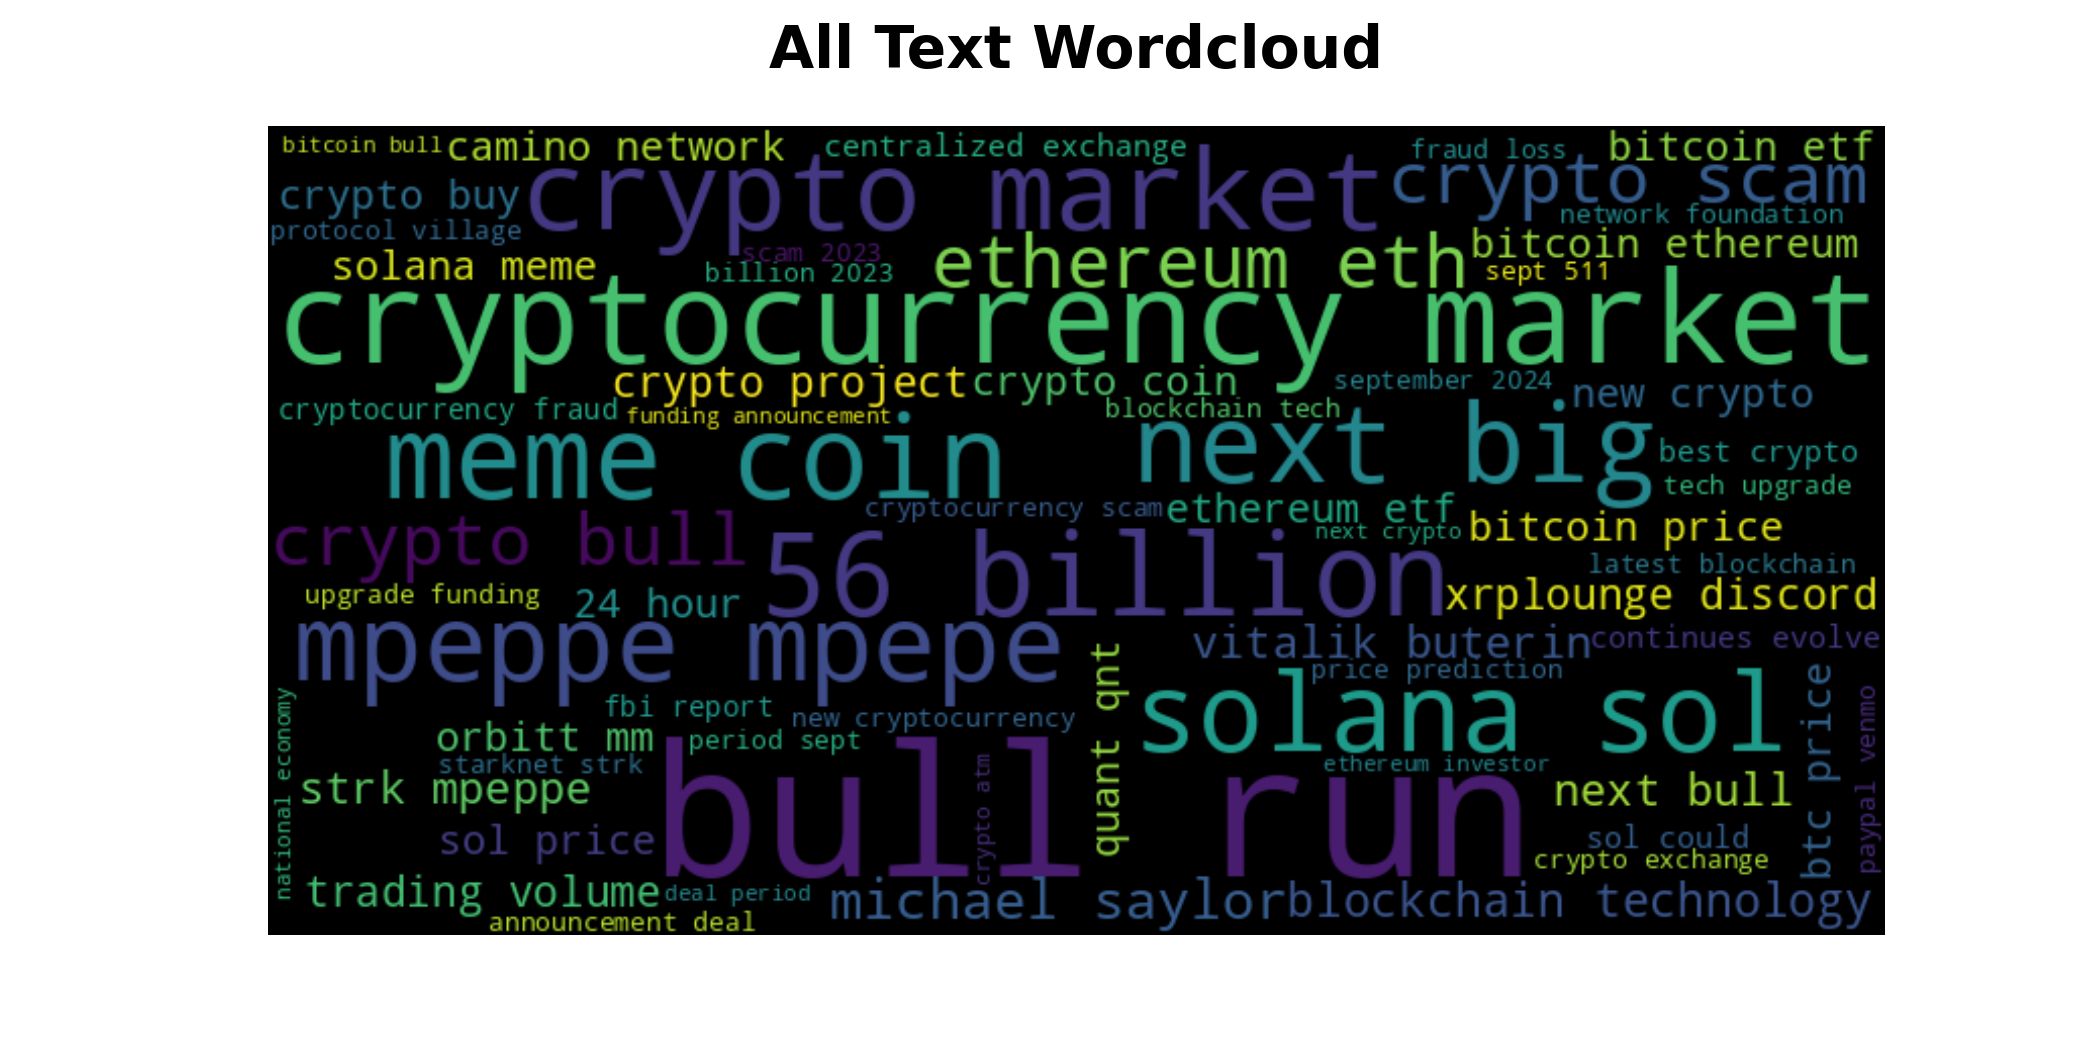 All Text Wordcloud
bitcoin bull
camino network
centralized exchange
fraud loss
bitcoin etf
crypto buy
crypto market
crypto scam
protocol village
network foundation
scam 2023
solana meme
billion 2023
ethereum eth
bitcoin ethereum
sept 511
cryptocurrency market
crypto project
crypto coin
september 2024
new crypto
cryptocurrency fraud
funding announcement
blockchain tech
meme coin
next big
best crypto
tech upgrade
cryptocurrency scam
ethereum etf
crypto bull
56 billion
next crypto
bitcoin price
latest blockchain
upgrade funding
24 hour
xrplounge discord
mpeppe mpepe
vitalik buterin
continues evolve
price prediction
quant qnt
solana sol
btc price
paypal venmo
national economy
fbi report
new cryptocurrency
orbitt mm
period sept
starknet strk
strk mpeppe
bull run
crypto atm
ethereum investor
next bull
sol price
sol could
crypto exchange
trading volume
deal period
michael saylor
blockchain technology
announcement deal